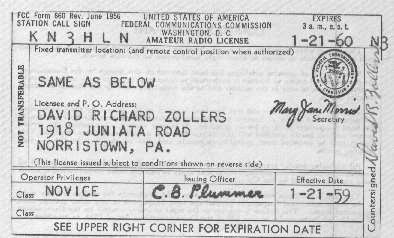 FCC Form 660 Rev. June 1956
UNITED STATES OF AMERICA
EXPIRES
STATION CALL SIGN
FEDERAL COMMUNICATIONS COMMISSION
3 a.m., e.s.t.
KN3HLN
WASHINGTON, D. C.
AMATEUR RADIO LICENSE
1-21-60
Fixed transmitter location: (and remote control position when authorized)
NOT TRANSFERABLE
SAME AS BELOW
Licensee and P. O. Address:
DAVID RICHARD ZOLLERS
1918 JUNIATA ROAD
NORRISTOWN, PA.
Mary Jane Morris
Secretary
(This license issued subject to conditions shown on reverse side)
Countersigned David R. Zollers
Operator Privileges
Issuing Officer
Effective Date
Class NOVICE
C.B. Plummer
1-21-59
Class
SEE UPPER RIGHT CORNER FOR EXPIRATION DATE